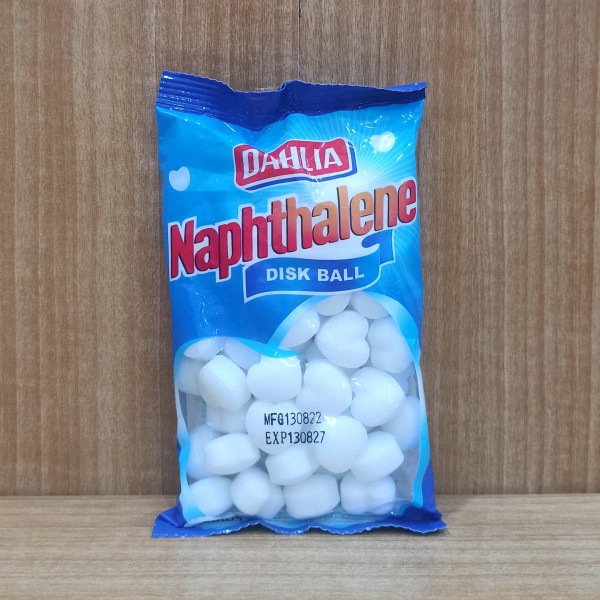 DAHLIA
Naphthalene
DISK BALL
MFG130822
EXP130827